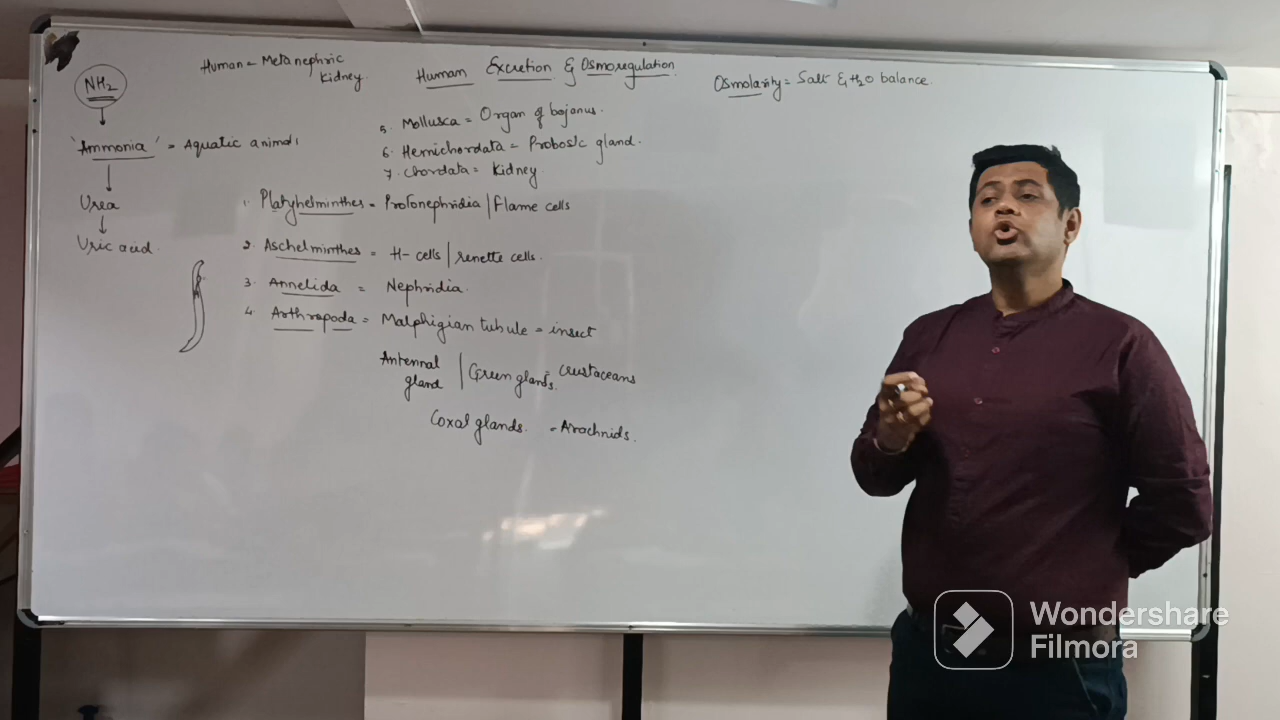 Human = Metanephric
Kidney.
Human Excretion & Osmoregulation
Osmolarity = Salt & H2O balance.
NH2
'Ammonia' = Aquatic animals
Urea
Uric acid.
5. Mollusca = Organ of bojanus.
6. Hemichordata = Probosic gland.
7. Chordata = Kidney
1. Platyhelminthes = Protonephridia | Flame cells
2. Aschelminthes = H- cells | renette cells.
3. Annelida = Nephridia.
4. Arthropoda = Malphigian tubule = insect
Antennal gland | Green glands. = crustaceans
Coxal glands. = Arachnids.
Wondershare
Filmora